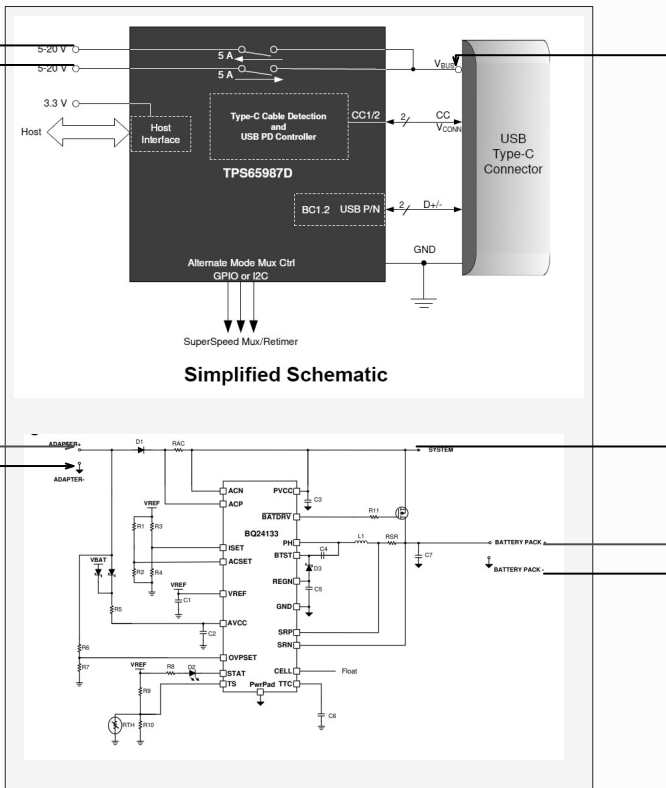 5-20 V
5 A
5-20 V
5 A
VBUS
3.3 V
Host
Host
Interface
Type-C Cable Detection
and
USB PD Controller
CC1/2
2
CC
VCONN
USB
Type-C
Connector
TPS65987D
BC1.2 USB P/N
2
D+/-
GND
Alternate Mode Mux Ctrl
GPIO or I2C
SuperSpeed Mux/Retimer
Simplified Schematic
ADAPTER+
D1
RAC
SYSTEM
ADAPTER-
ACN
PVCC
C3
ACP
VREF
BATDRV
R11
R1
R3
BQ24133
PH
L1
RSR
BATTERY PACK +
ISET
BTST
C4
C7
VBAT
ACSET
D3
R2
R4
REGN
BATTERY PACK -
VREF
C5
VREF
C1
GND
R5
AVCC
C2
SRP
R6
SRN
OVPSET
R7
VREF
R8
D2
STAT
CELL
Float
TS
PwrPad
TTC
R9
RTH
R10
C6